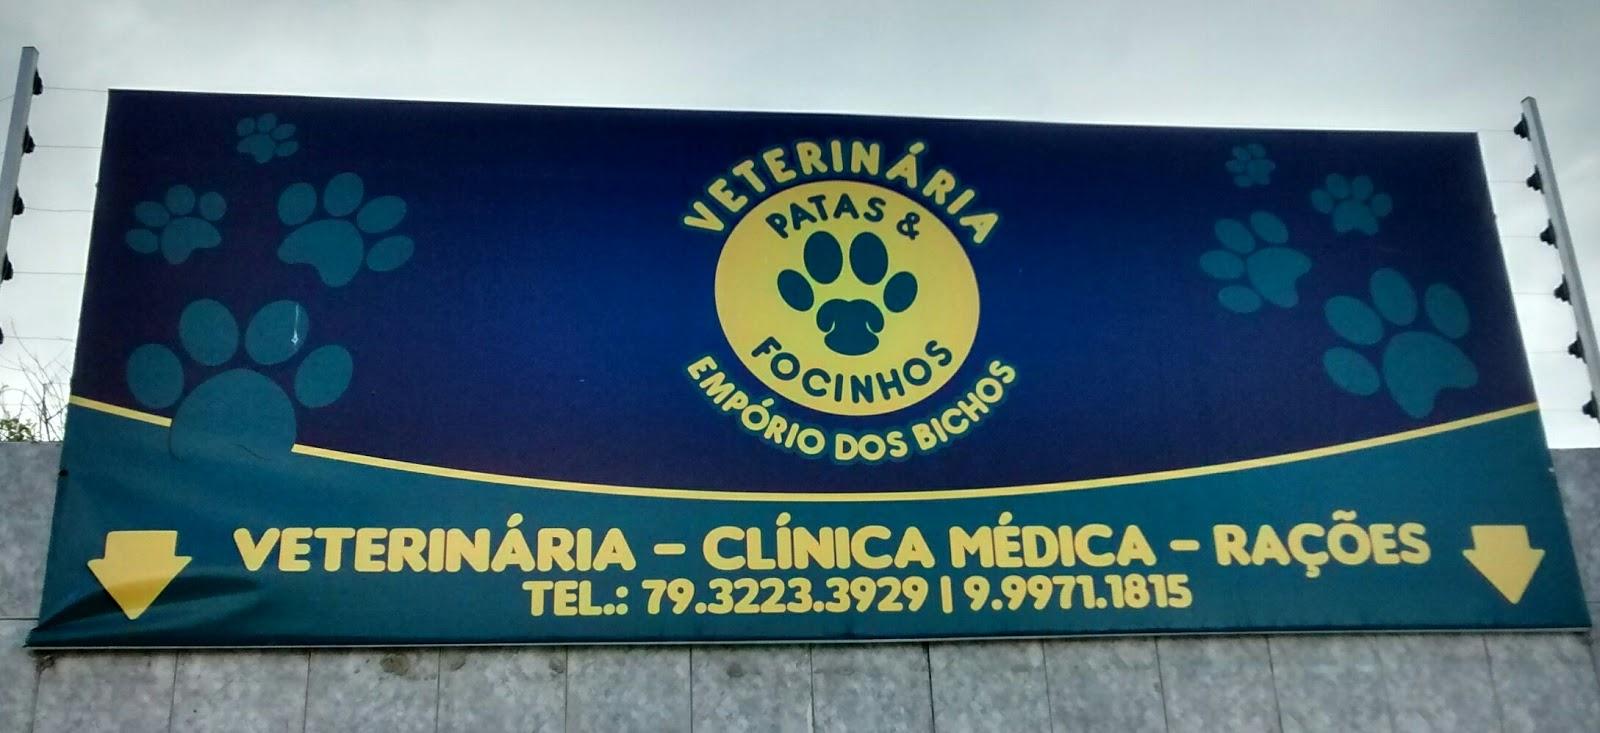 VETERINÁRIA
PATAS &
FOCINHOS
EMPÓRIO DOS BICHOS
VETERINÁRIA - CLÍNICA MÉDICA - RAÇÕES
TEL.: 79.3223.3929 | 9.9971.1815